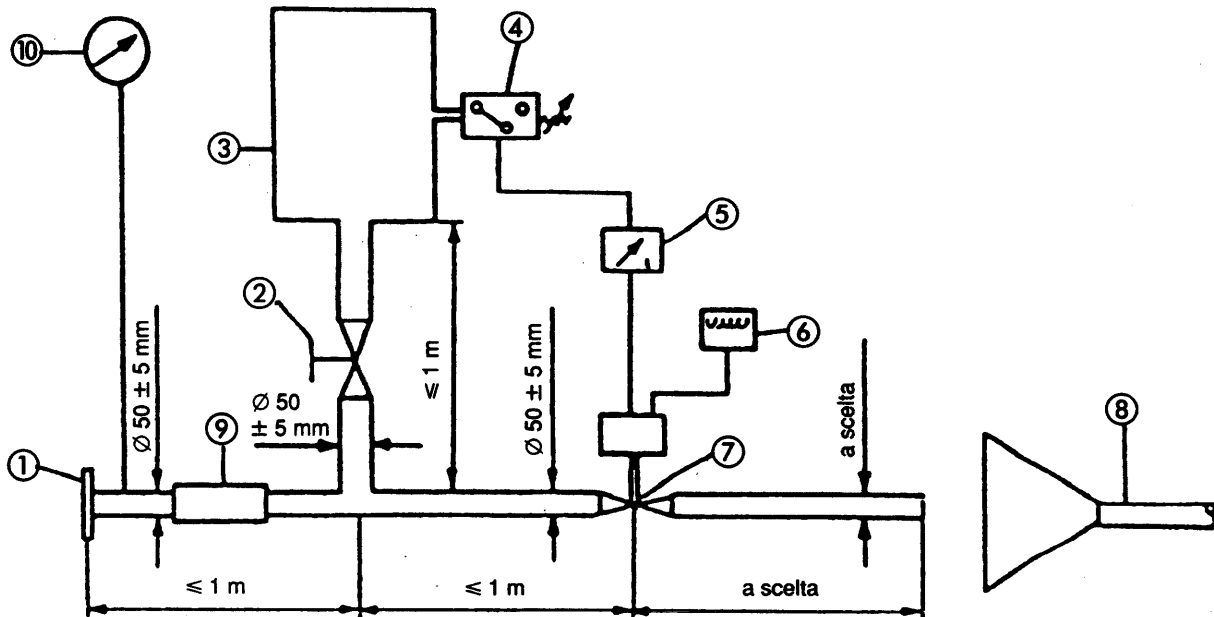 ⑩
④
③
⑤
②
⑥
Ø 50 ± 5 mm
≤ 1 m
Ø 50 ± 5 mm
a scelta
Ø 50
± 5 mm
⑨
⑧
①
⑦
≤ 1 m
≤ 1 m
a scelta